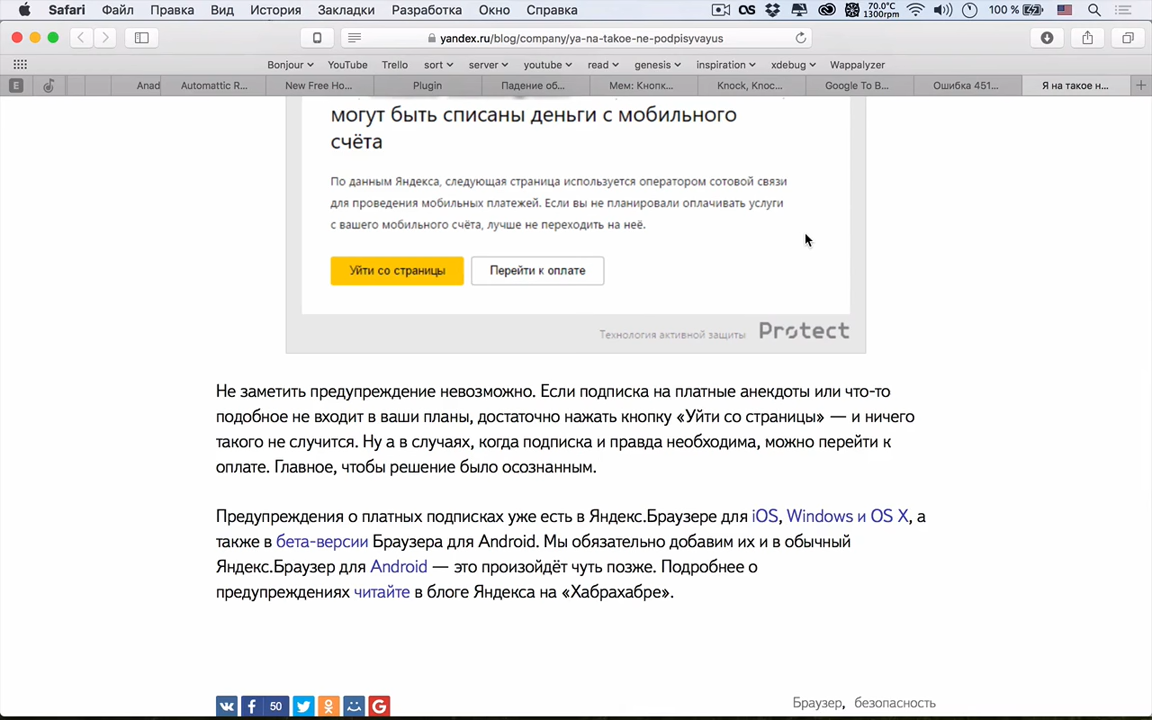 Safari Файл Правка Вид История Закладки Разработка Окно Справка 70.0°C 1300rpm 100 %
yandex.ru/blog/company/ya-na-takoe-ne-podpisyvayus
Bonjour YouTube Trello sort server youtube read genesis inspiration xdebug Wappalyzer
E Anad Automattic R... New Free Ho... Plugin Падение об... Мем: Кнопк... Knock, Knoc... Google To B... Ошибка 451... Я на такое н...
могут быть списаны деньги с мобильного
счёта
По данным Яндекса, следующая страница используется оператором сотовой связи
для проведения мобильных платежей. Если вы не планировали оплачивать услуги
с вашего мобильного счёта, лучше не переходить на неё.
Уйти со страницы Перейти к оплате
Технология активной защиты Protect
Не заметить предупреждение невозможно. Если подписка на платные анекдоты или что-то
подобное не входит в ваши планы, достаточно нажать кнопку «Уйти со страницы» — и ничего
такого не случится. Ну а в случаях, когда подписка и правда необходима, можно перейти к
оплате. Главное, чтобы решение было осознанным.
Предупреждения о платных подписках уже есть в Яндекс.Браузере для iOS, Windows и OS X, а
также в бета-версии Браузера для Android. Мы обязательно добавим их и в обычный
Яндекс.Браузер для Android — это произойдёт чуть позже. Подробнее о
предупреждениях читайте в блоге Яндекса на «Хабрахабре».
50 Браузер, безопасность